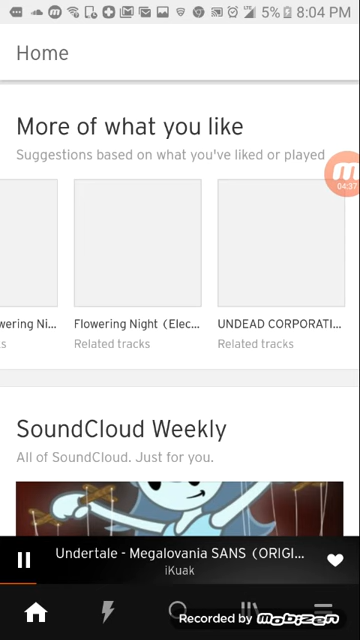 LTE 5% 8:04 PM
Home
More of what you like
Suggestions based on what you've liked or played
04:37
wering Ni... Flowering Night (Elec... UNDEAD CORPORATI...
s Related tracks Related tracks
SoundCloud Weekly
All of SoundCloud. Just for you.
Undertale - Megalovania SANS (ORIGI...
iKuak
Recorded by mobizen